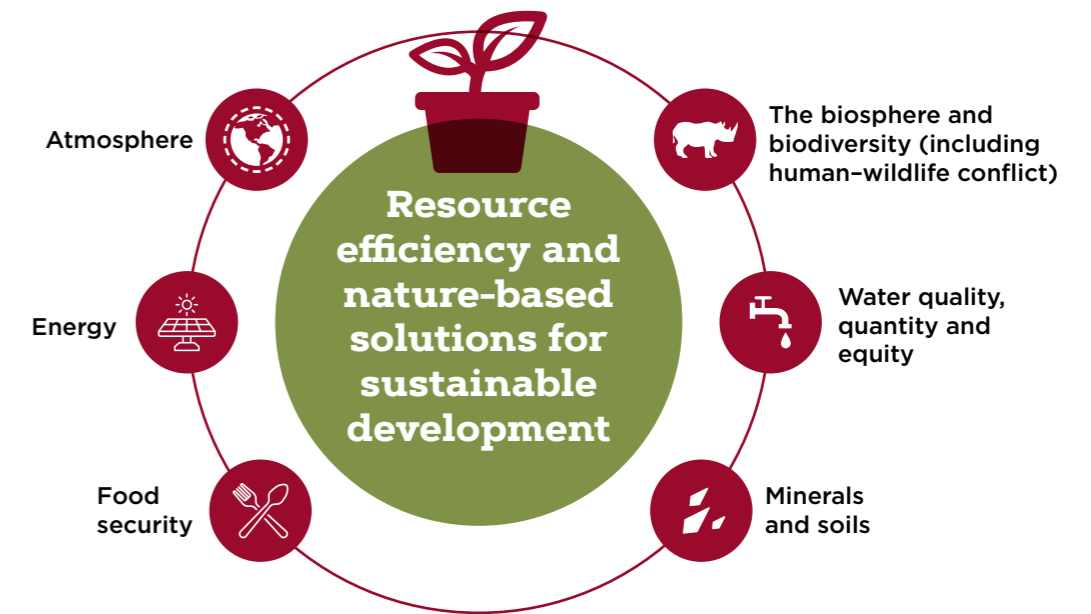 Atmosphere
The biosphere and
biodiversity (including
human–wildlife conflict)
Resource
efficiency and
nature-based
solutions for
sustainable
development
Energy
Water quality,
quantity and
equity
Food
security
Minerals
and soils